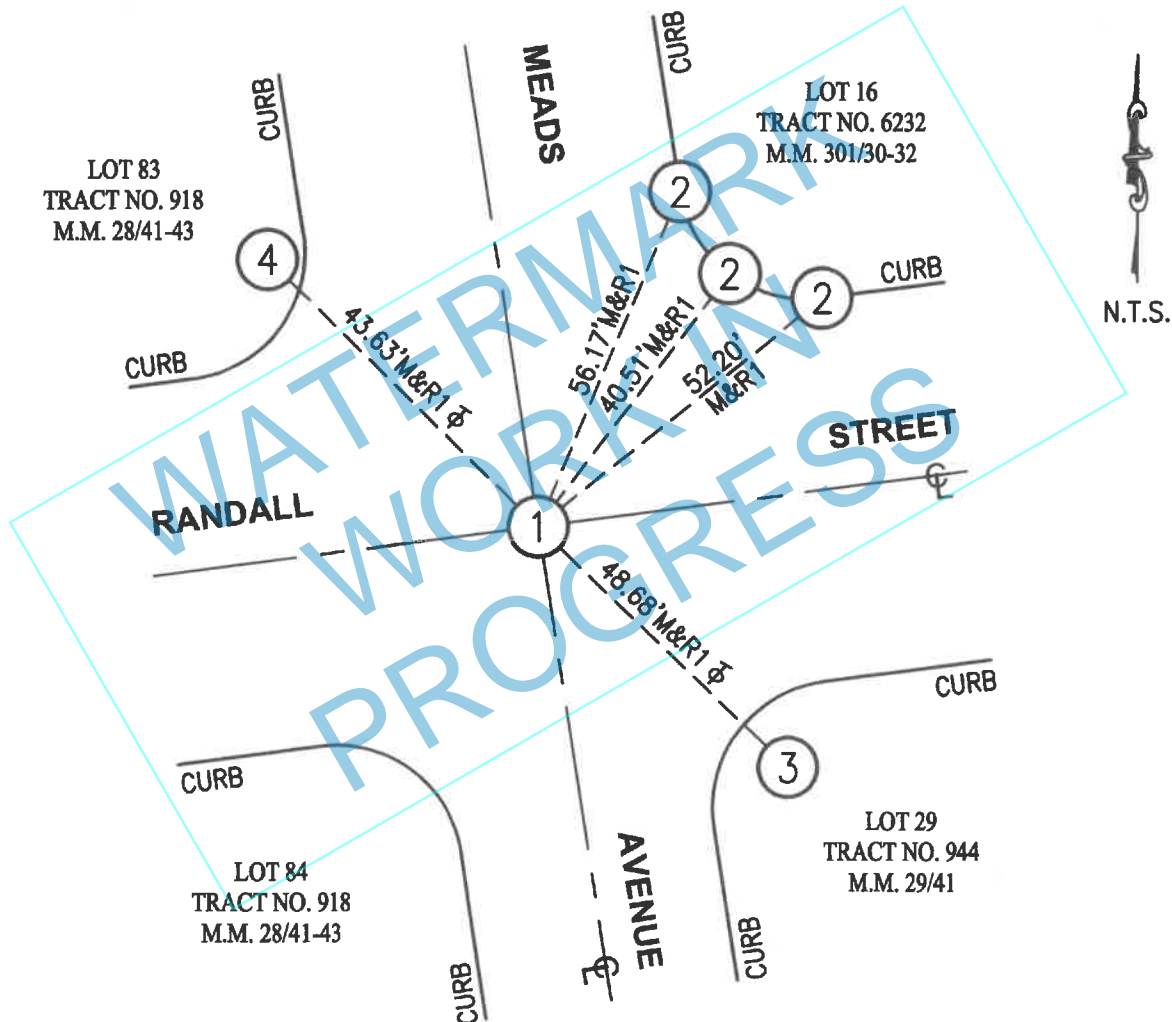 MEADS
CURB
LOT 16
TRACT NO. 6232
M.M. 301/30-32
CURB
LOT 83
TRACT NO. 918
M.M. 28/41-43
2
4
2
2
CURB
N.T.S.
CURB
43.63'M&R1
56.17'M&R1
40.51'M&R1
52.20'
M&R1
STREET
RANDALL
1
48.68'M&R1
CURB
3
CURB
LOT 29
TRACT NO. 944
M.M. 29/41
LOT 84
TRACT NO. 918
M.M. 28/41-43
AVENUE
CURB
CURB
WATERMARK
WORK IN
PROGRESS